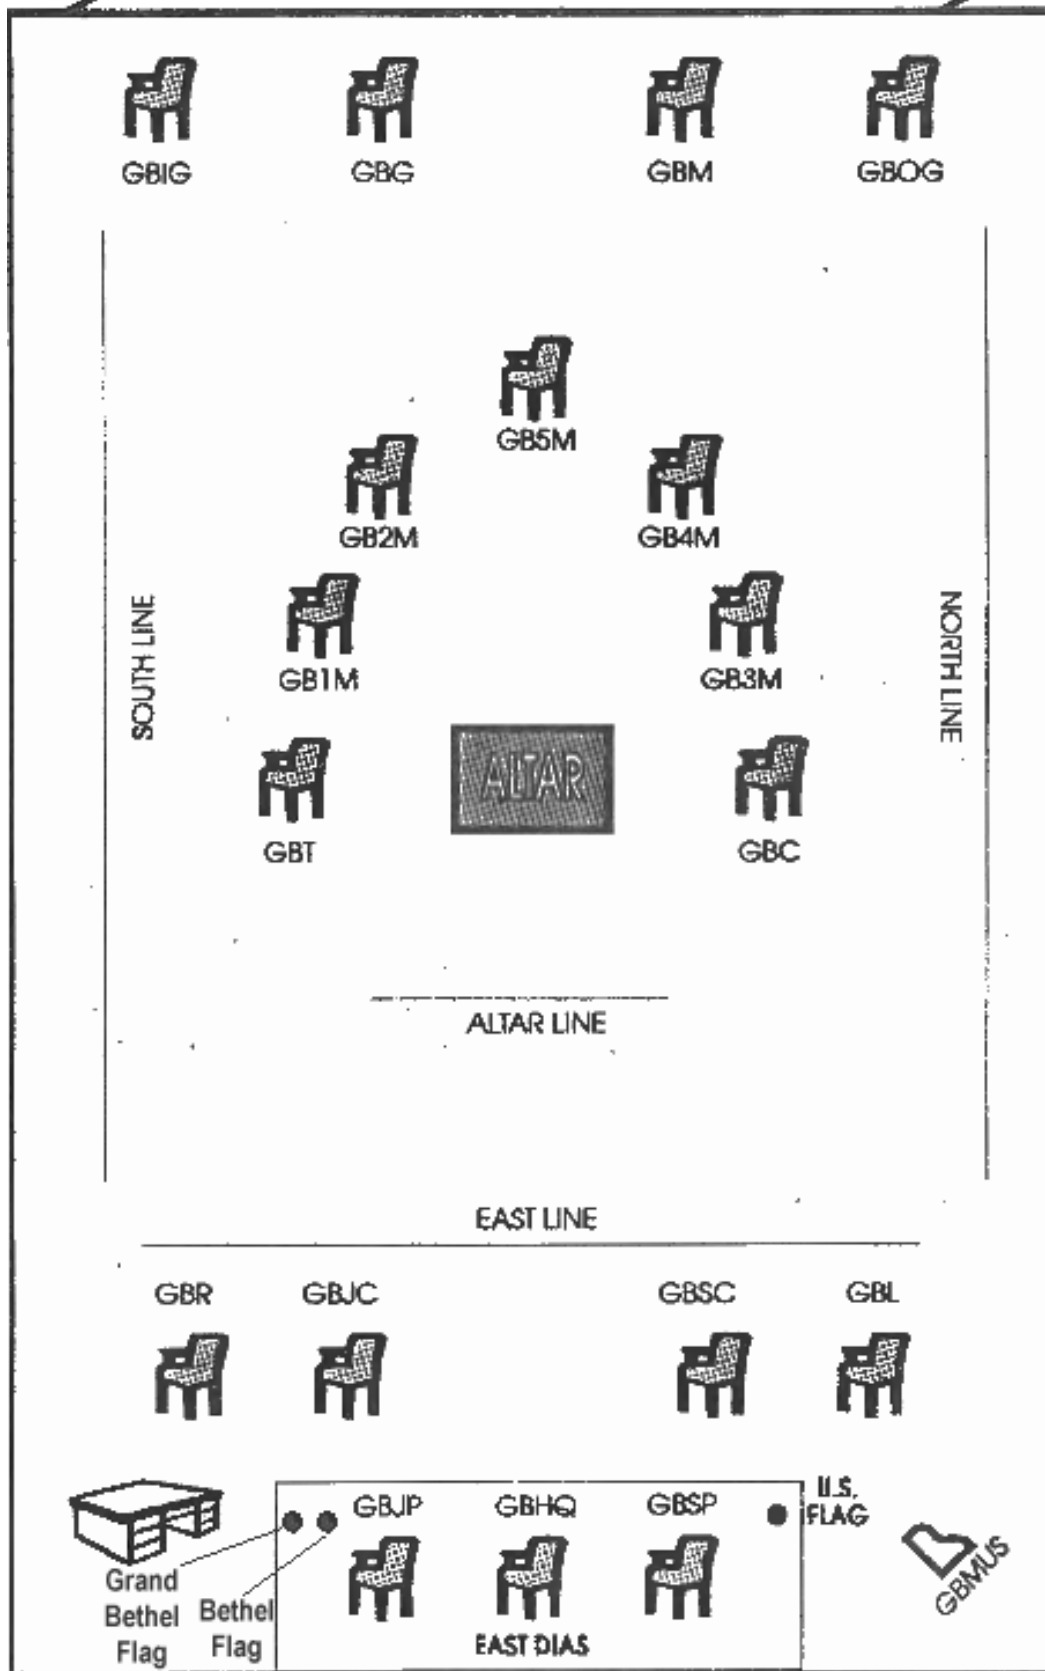 GBIG GBG GBM GBOG
GB5M
GB2M GB4M
SOUTH LINE
NORTH LINE
GB1M GB3M
ALTAR
GBT GBC
ALTAR LINE
EAST LINE
GBR GBJC GBSC GBL
GBJP GBHQ GBSP
U.S.
FLAG
GBMUS
Grand
Bethel
Flag
Bethel
Flag
EAST DIAS